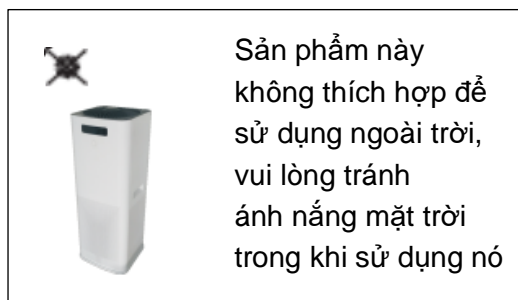 Sản phẩm này
không thích hợp để
sử dụng ngoài trời,
vui lòng tránh
ánh nắng mặt trời
trong khi sử dụng nó